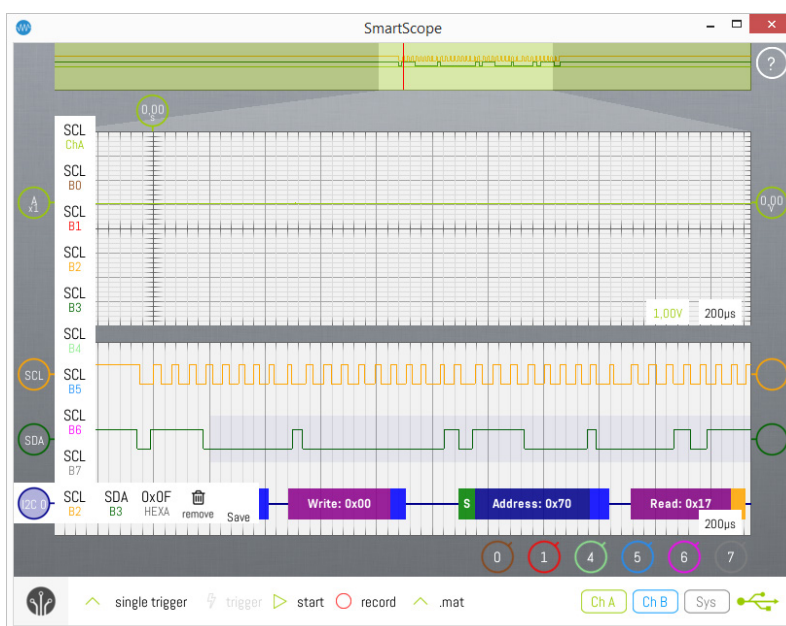 SmartScope
?
0,00
s
SCL
ChA
SCL
B0
A
x1
0,00
V
SCL
B1
SCL
B2
SCL
B3
1,00V 200µs
SCL
B4
SCL
SCL
B5
SCL
B6
SDA
SCL
B7
I2C 0
SCL SDA 0x0F
B2 B3 HEXA remove Save
Write: 0x00 S Address: 0x70 Read: 0x17
200µs
0 1 4 5 6 7
single trigger trigger start record .mat Ch A Ch B Sys